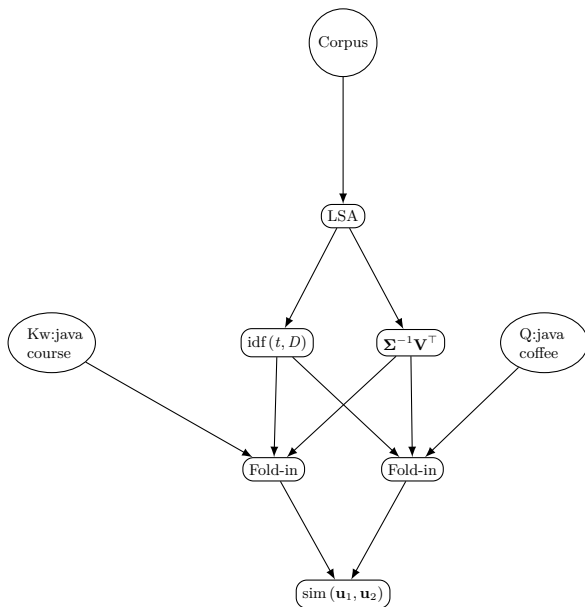 Corpus
LSA
Kw:java
course
idf (t, D)
Σ⁻¹V⊤
Q:java
coffee
Fold-in
Fold-in
sim (u₁, u₂)